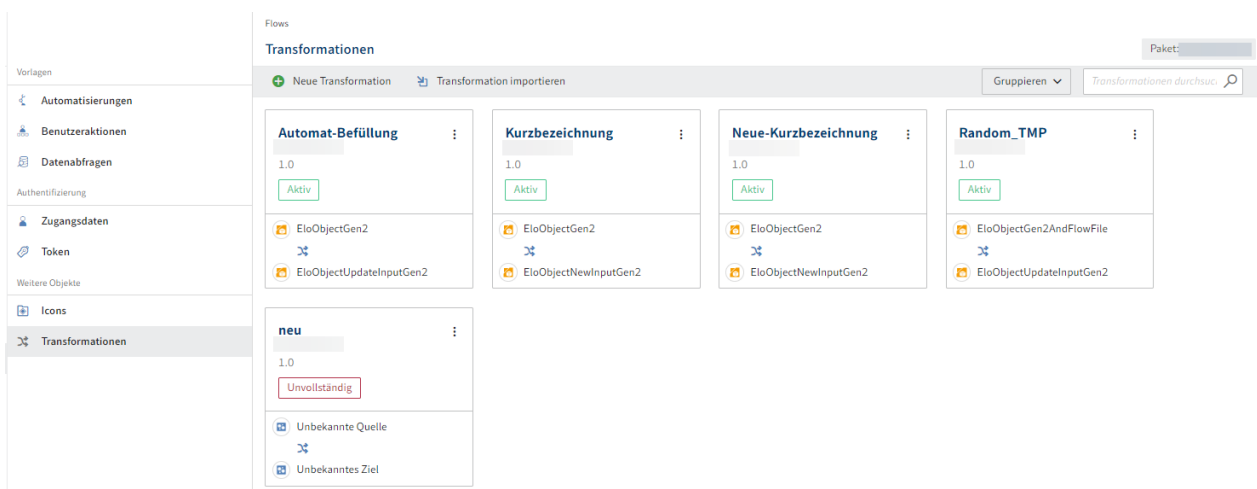 Flows
Transformationen
Paket:
Vorlagen
Automatisierungen
Benutzeraktionen
Datenabfragen
Authentifizierung
Zugangsdaten
Token
Weitere Objekte
Icons
Transformationen
Neue Transformation
Transformation importieren
Gruppieren
Transformationen durchsuc
Automat-Befüllung
1.0
Aktiv
EloObjectGen2
EloObjectUpdateInputGen2
Kurzbezeichnung
1.0
Aktiv
EloObjectGen2
EloObjectNewInputGen2
Neue-Kurzbezeichnung
1.0
Aktiv
EloObjectGen2
EloObjectNewInputGen2
Random_TMP
1.0
Aktiv
EloObjectGen2AndFlowFile
EloObjectUpdateInputGen2
neu
1.0
Unvollständig
Unbekannte Quelle
Unbekanntes Ziel